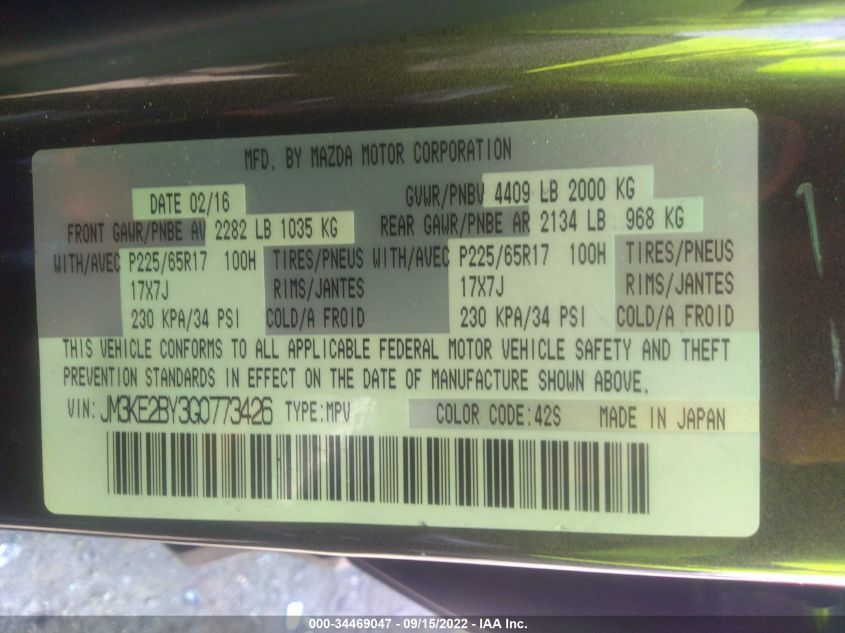 MFD. BY MAZDA MOTOR CORPORATION
DATE 02/16 GVWR/PNBV 4409 LB 2000 KG
FRONT GAWR/PNBE AV 2282 LB 1035 KG REAR GAWR/PNBE AR 2134 LB 968 KG
WITH/AVEC P225/65R17 100H TIRES/PNEUS WITH/AVEC P225/65R17 100H TIRES/PNEUS
17X7J RIMS/JANTES 17X7J RIMS/JANTES
230 KPA/34 PSI COLD/A FROID 230 KPA/34 PSI COLD/A FROID
THIS VEHICLE CONFORMS TO ALL APPLICABLE FEDERAL MOTOR VEHICLE SAFETY AND THEFT
PREVENTION STANDARDS IN EFFECT ON THE DATE OF MANUFACTURE SHOWN ABOVE.
VIN: JM3KE2BY3G0773426 TYPE:MPV COLOR CODE:42S MADE IN JAPAN
000-34469047 - 09/15/2022 - IAA Inc.